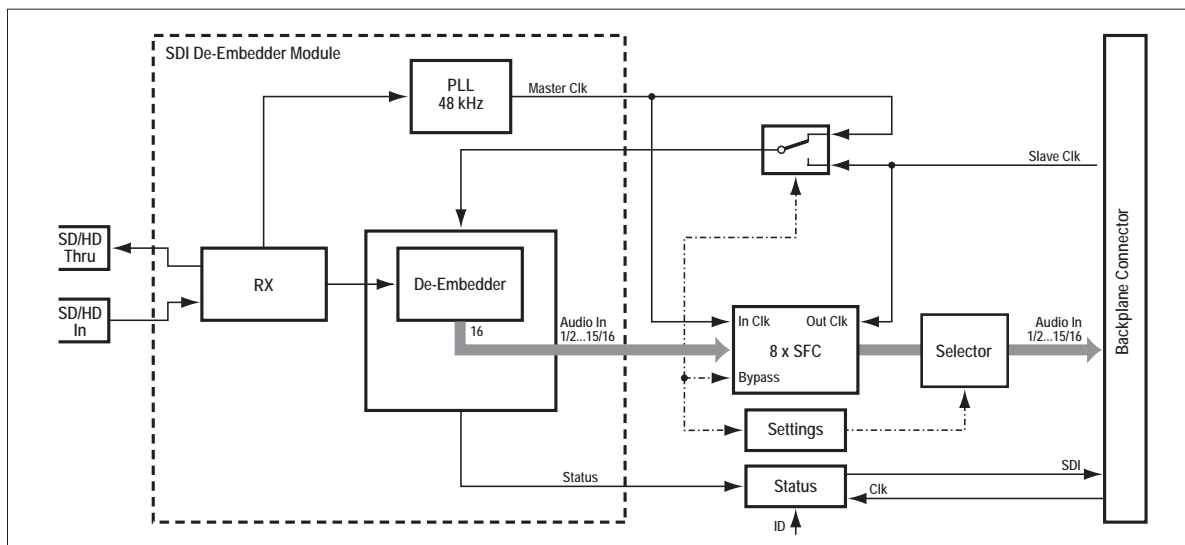 SDI De-Embedder Module
PLL
48 kHz
Master Clk
Slave Clk
SD/HD
Thru
RX
De-Embedder
SD/HD
In
16
Audio In
1/2...15/16
In Clk
Out Clk
8 x SFC
Bypass
Selector
Audio In
1/2...15/16
Backplane Connector
Settings
Status
Status
SDI
Clk
ID